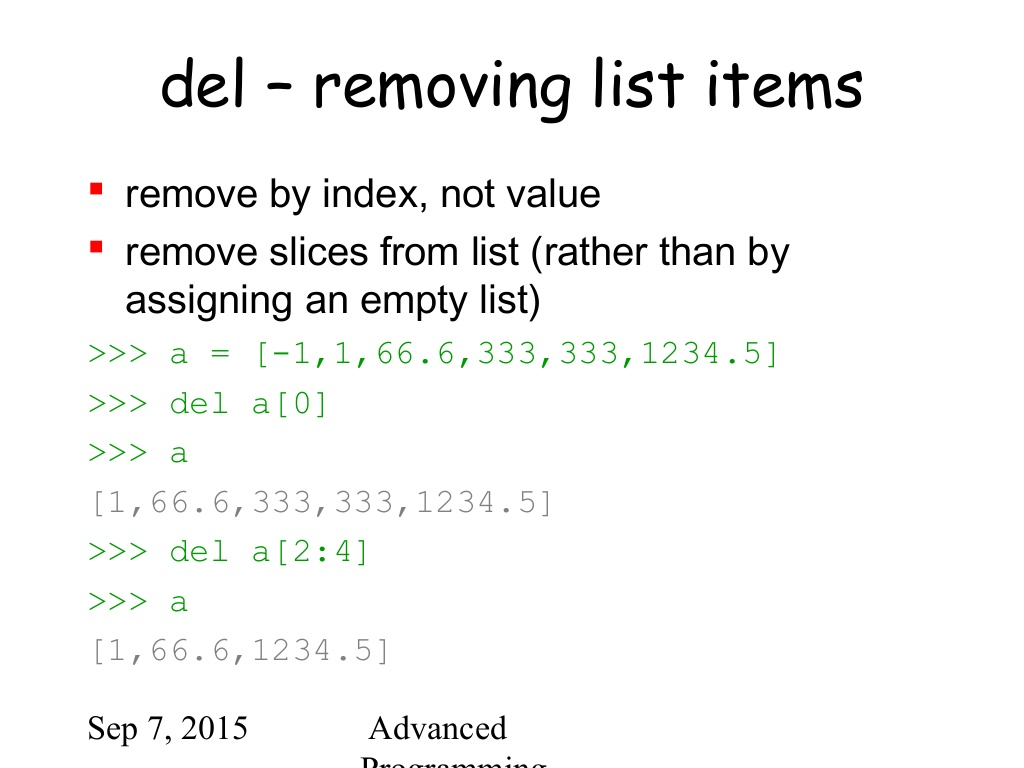 del – removing list items
remove by index, not value
remove slices from list (rather than by
assigning an empty list)
>>> a = [-1,1,66.6,333,333,1234.5]
>>> del a[0]
>>> a
[1,66.6,333,333,1234.5]
>>> del a[2:4]
>>> a
[1,66.6,1234.5]
Sep 7, 2015 Advanced
Programming